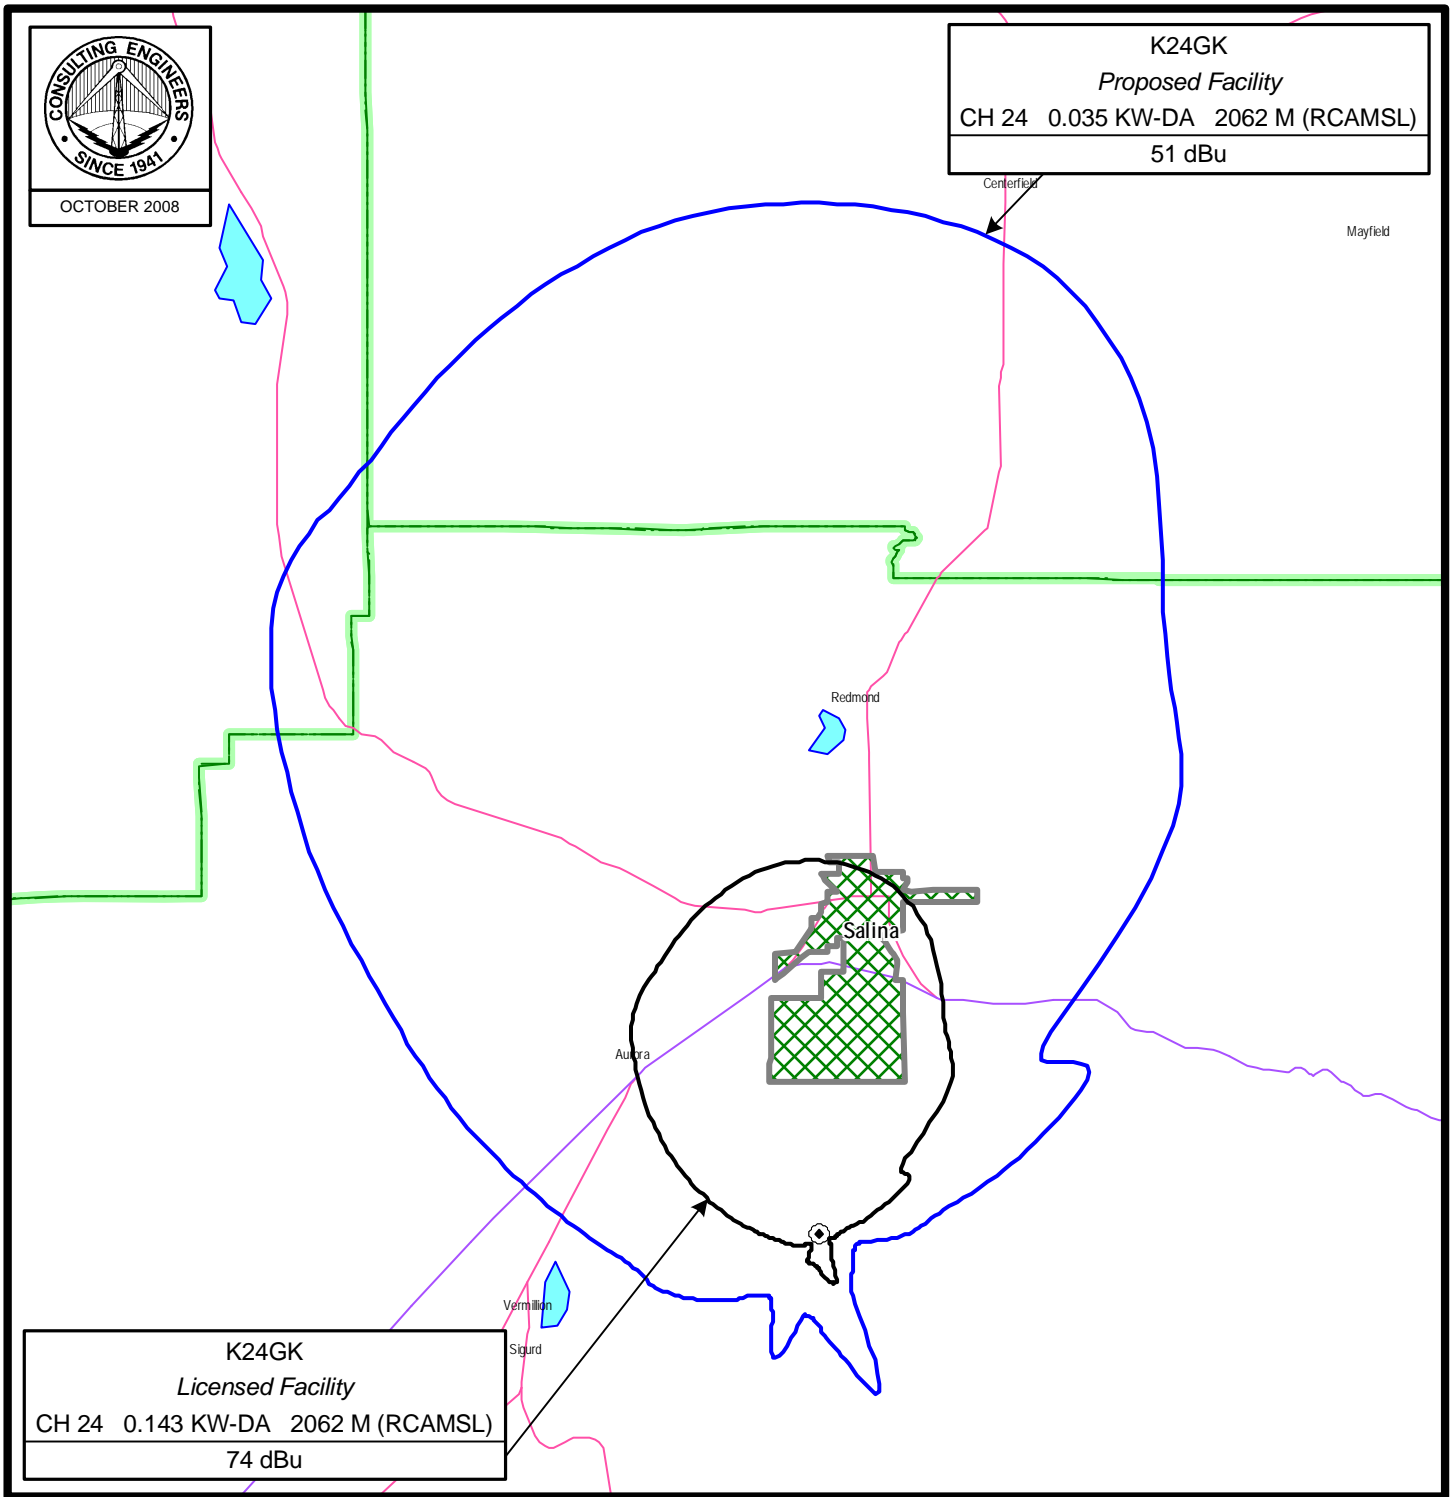 CONSULTING ENGINEERS
• SINCE 1941 •
OCTOBER 2008
K24GK
Proposed Facility
CH 24 0.035 KW-DA 2062 M (RCAMSL)
51 dBu
Centerfield
Mayfield
Redmond
Salina
Aurora
Vermillion
Sigurd
K24GK
Licensed Facility
CH 24 0.143 KW-DA 2062 M (RCAMSL)
74 dBu